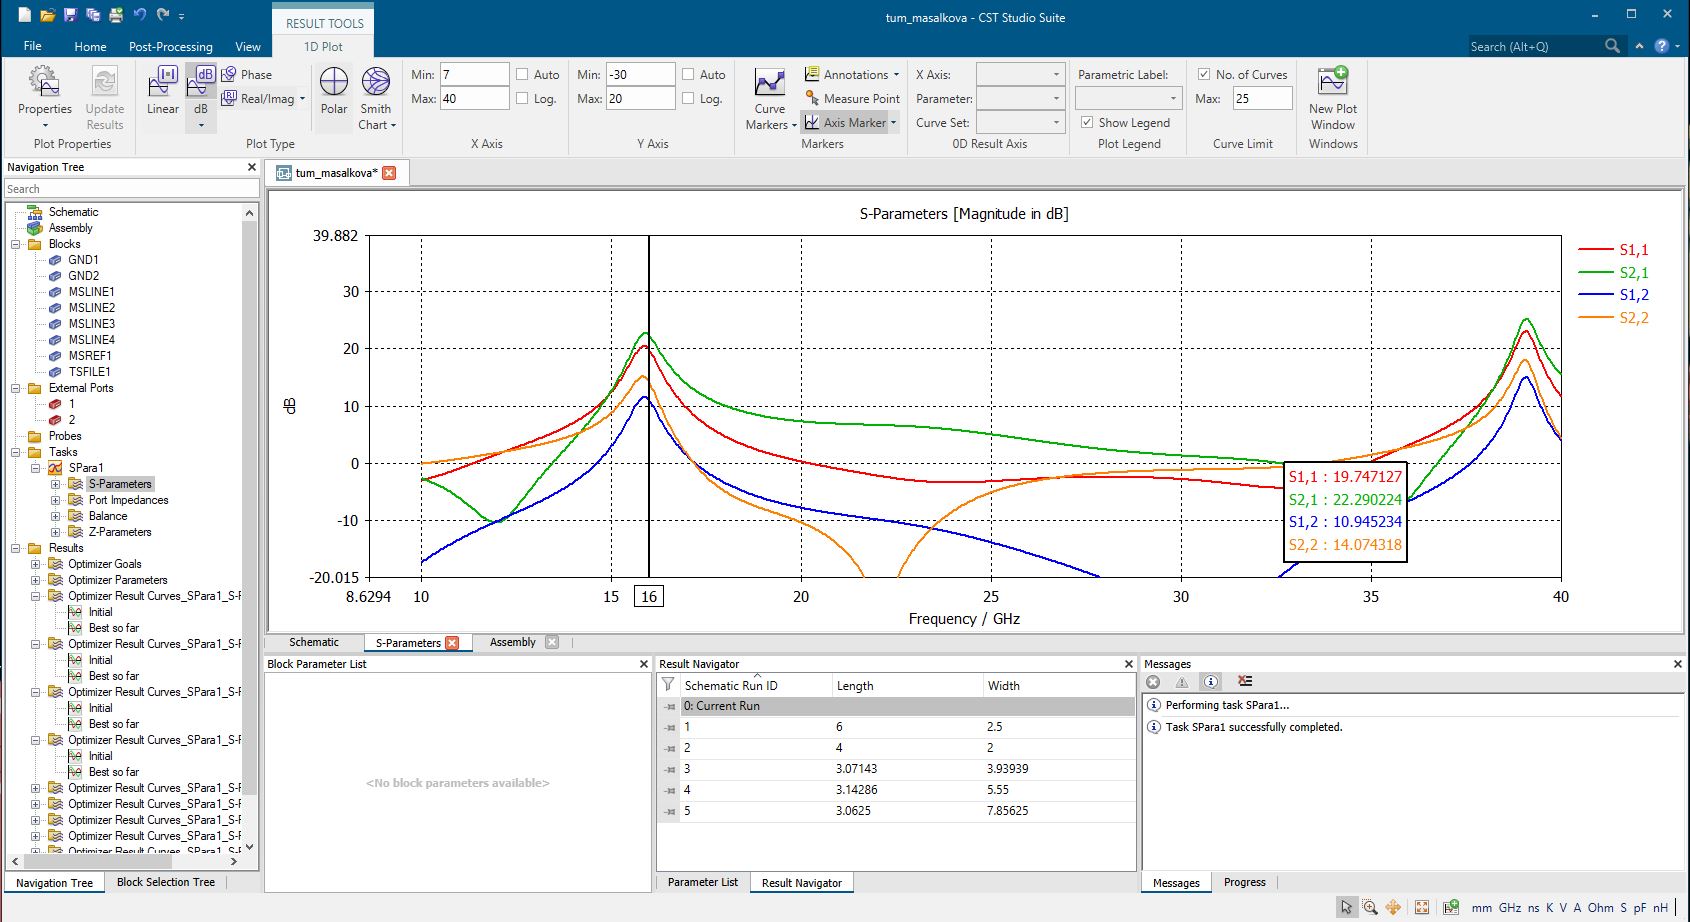 tum_masalkova - CST Studio Suite
RESULT TOOLS
File Home Post-Processing View 1D Plot
Search (Alt+Q)
Properties
Update Results
Plot Properties
Linear
dB
Phase
Real/Imag
Polar
Smith Chart
Plot Type
Min: 7 Auto
Max: 40 Log.
X Axis
Min: -30 Auto
Max: 20 Log.
Y Axis
Curve Markers
Annotations
Measure Point
Axis Marker
Markers
X Axis:
Parameter:
Curve Set:
0D Result Axis
Parametric Label:
Show Legend
Plot Legend
No. of Curves
Max: 25
Curve Limit
New Plot Window
Windows
Navigation Tree
Search
Schematic
Assembly
Blocks
GND1
GND2
MSLINE1
MSLINE2
MSLINE3
MSLINE4
MSREF1
TSFILE1
External Ports
1
2
Probes
Tasks
SPara1
S-Parameters
Port Impedances
Balance
Z-Parameters
Results
Optimizer Goals
Optimizer Parameters
Optimizer Result Curves_SPara1_S-F
Initial
Best so far
Optimizer Result Curves_SPara1_S-F
Initial
Best so far
Optimizer Result Curves_SPara1_S-F
Initial
Best so far
Optimizer Result Curves_SPara1_S-F
Initial
Best so far
Optimizer Result Curves_SPara1_S-F
Optimizer Result Curves_SPara1_S-F
Optimizer Result Curves_SPara1_S-F
Optimizer Result Curves_SPara1_S-F
Optimizer Result Curves_SPara1_S-F
Navigation Tree Block Selection Tree
tum_masalkova*
S-Parameters [Magnitude in dB]
39.882
30
20
10
0
-10
-20.015
dB
8.6294 10 15 16 20 25 30 35 40
Frequency / GHz
S1,1
S2,1
S1,2
S2,2
S1,1 : 19.747127
S2,1 : 22.290224
S1,2 : 10.945234
S2,2 : 14.074318
Schematic S-Parameters Assembly
Block Parameter List
<No block parameters available>
Result Navigator
Schematic Run ID Length Width
0: Current Run
1 6 2.5
2 4 2
3 3.07143 3.93939
4 3.14286 5.55
5 3.0625 7.85625
Parameter List Result Navigator
Messages
Performing task SPara1...
Task SPara1 successfully completed.
Messages Progress
mm GHz ns K V A Ohm S pF nH